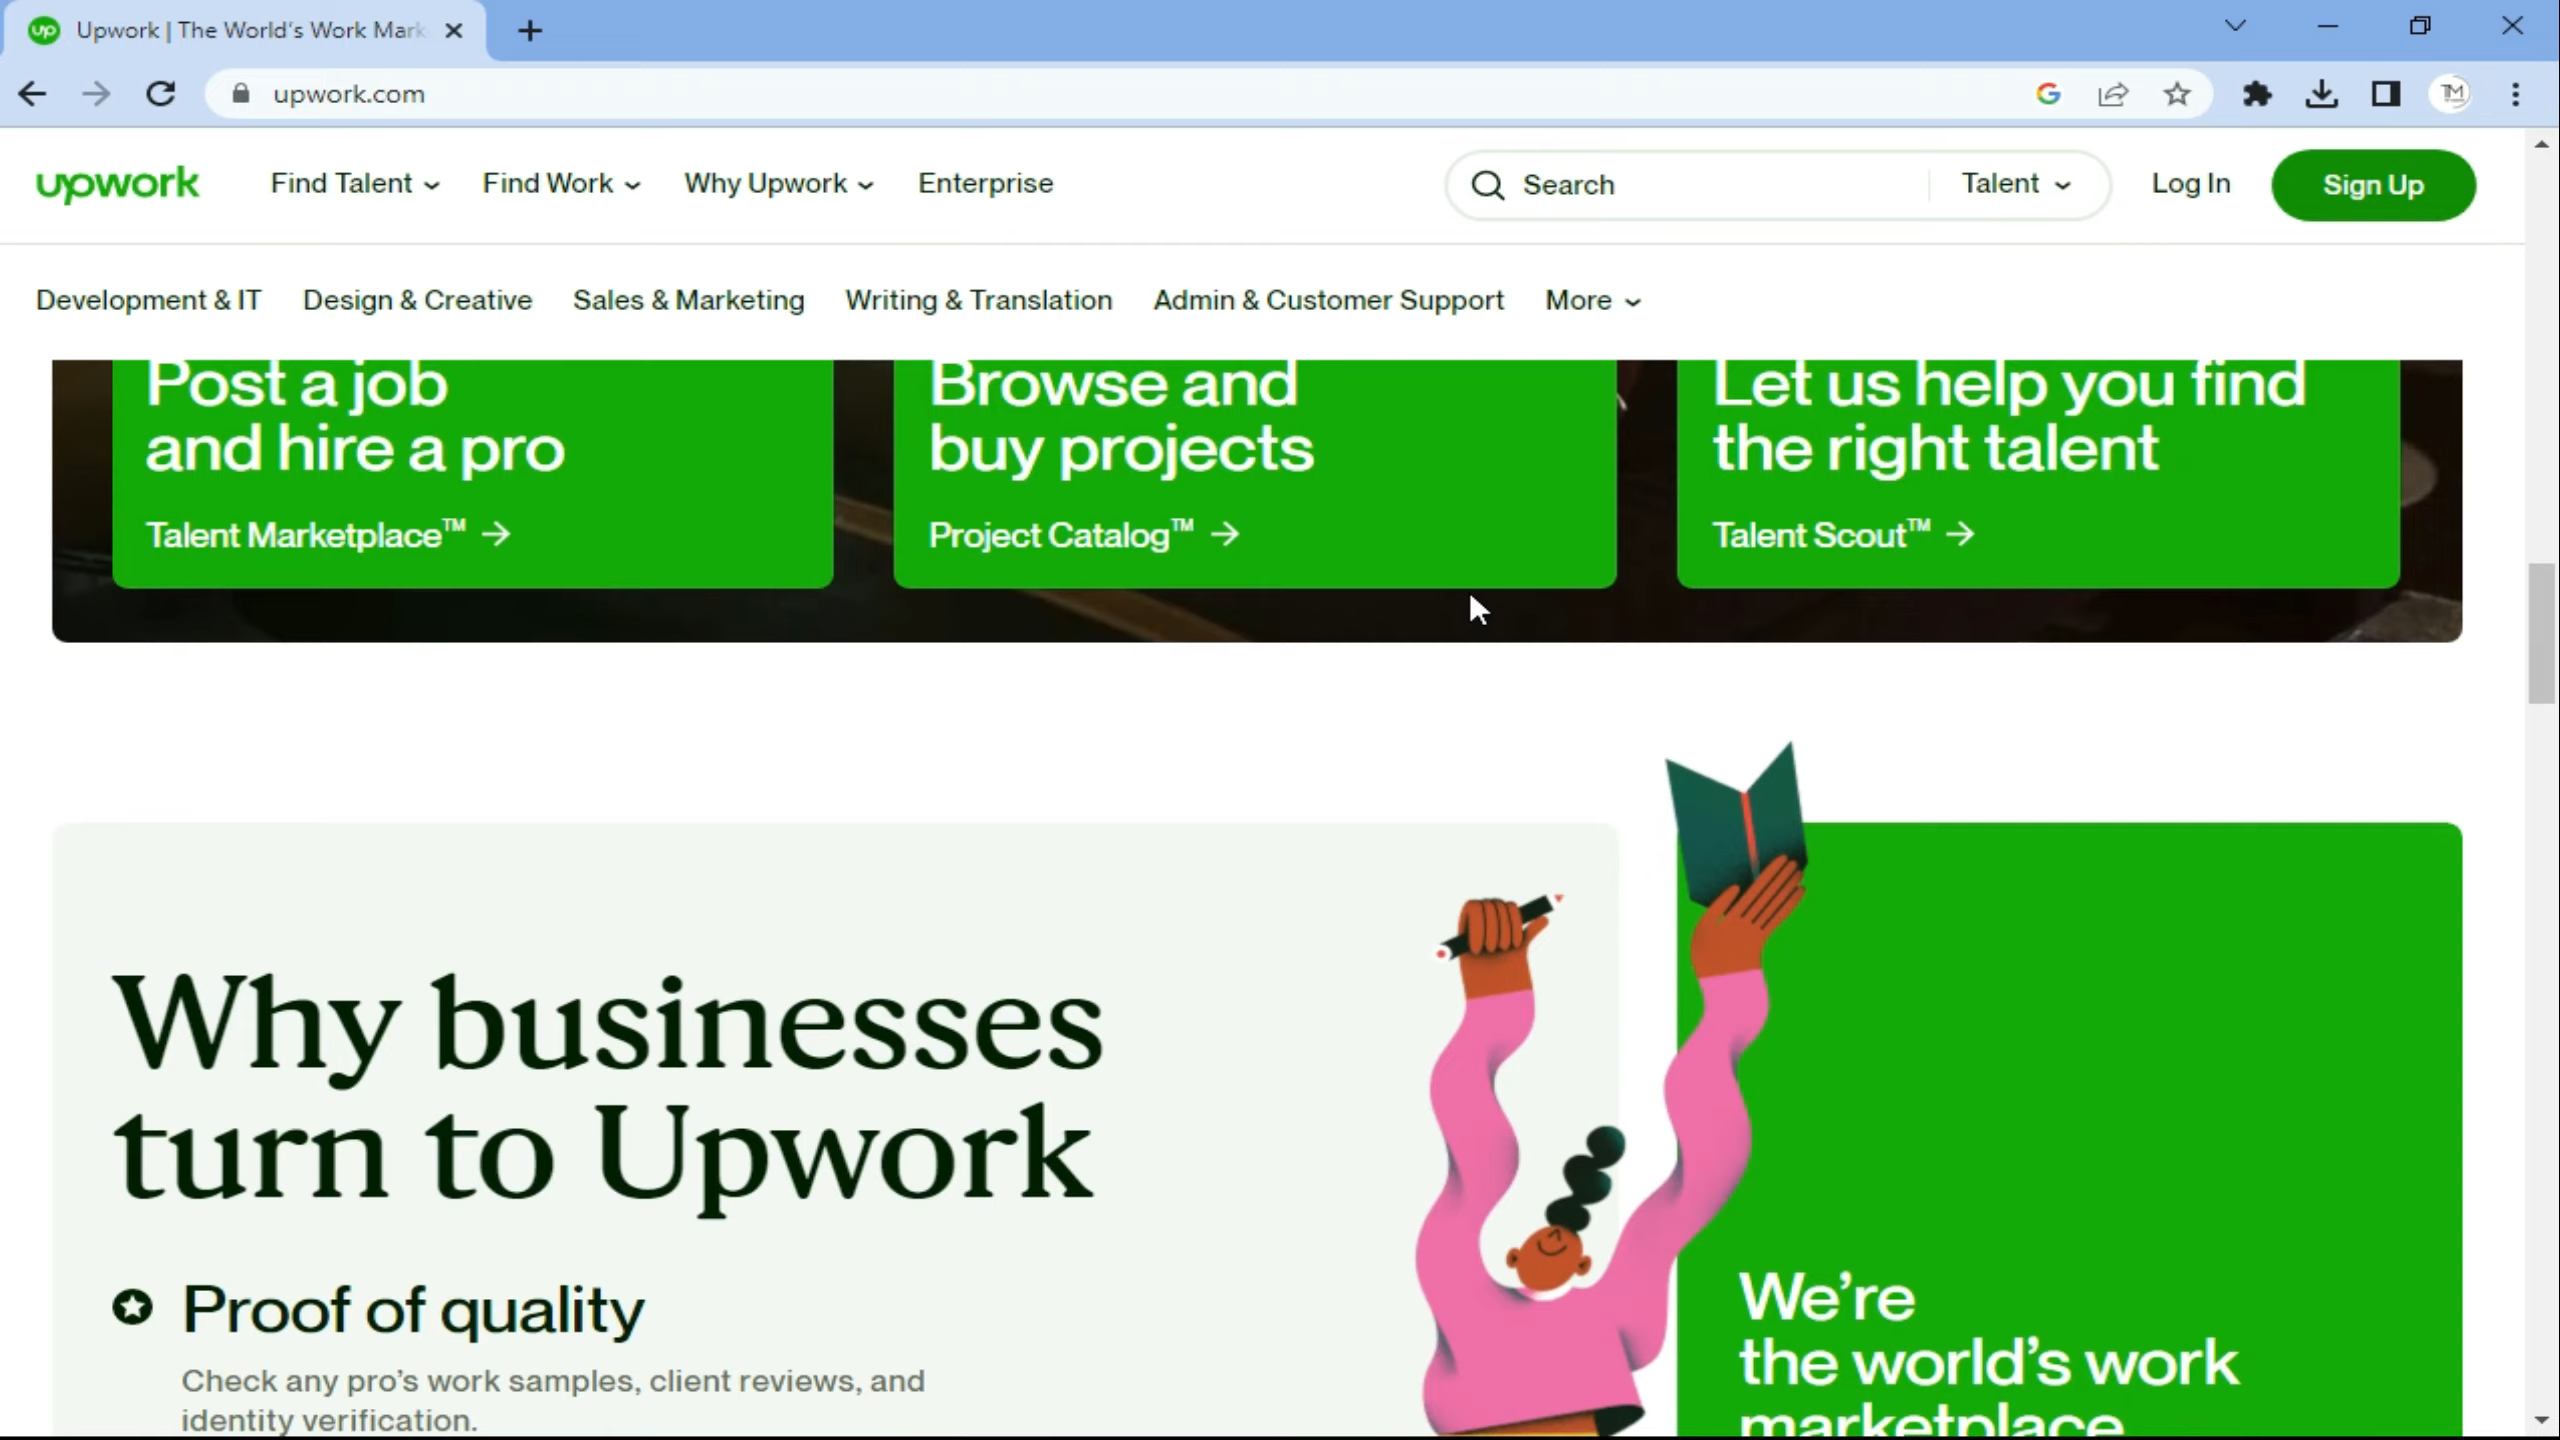 Upwork | The World's Work Mark
upwork.com
upwork Find Talent Find Work Why Upwork Enterprise Search Talent Log In Sign Up
Development & IT Design & Creative Sales & Marketing Writing & Translation Admin & Customer Support More
Post a job
and hire a pro
Talent Marketplace™ →
Browse and
buy projects
Project Catalog™ →
Let us help you find
the right talent
Talent Scout™ →
Why businesses
turn to Upwork
Proof of quality
Check any pro's work samples, client reviews, and
identity verification.
We're
the world's work
marketplace